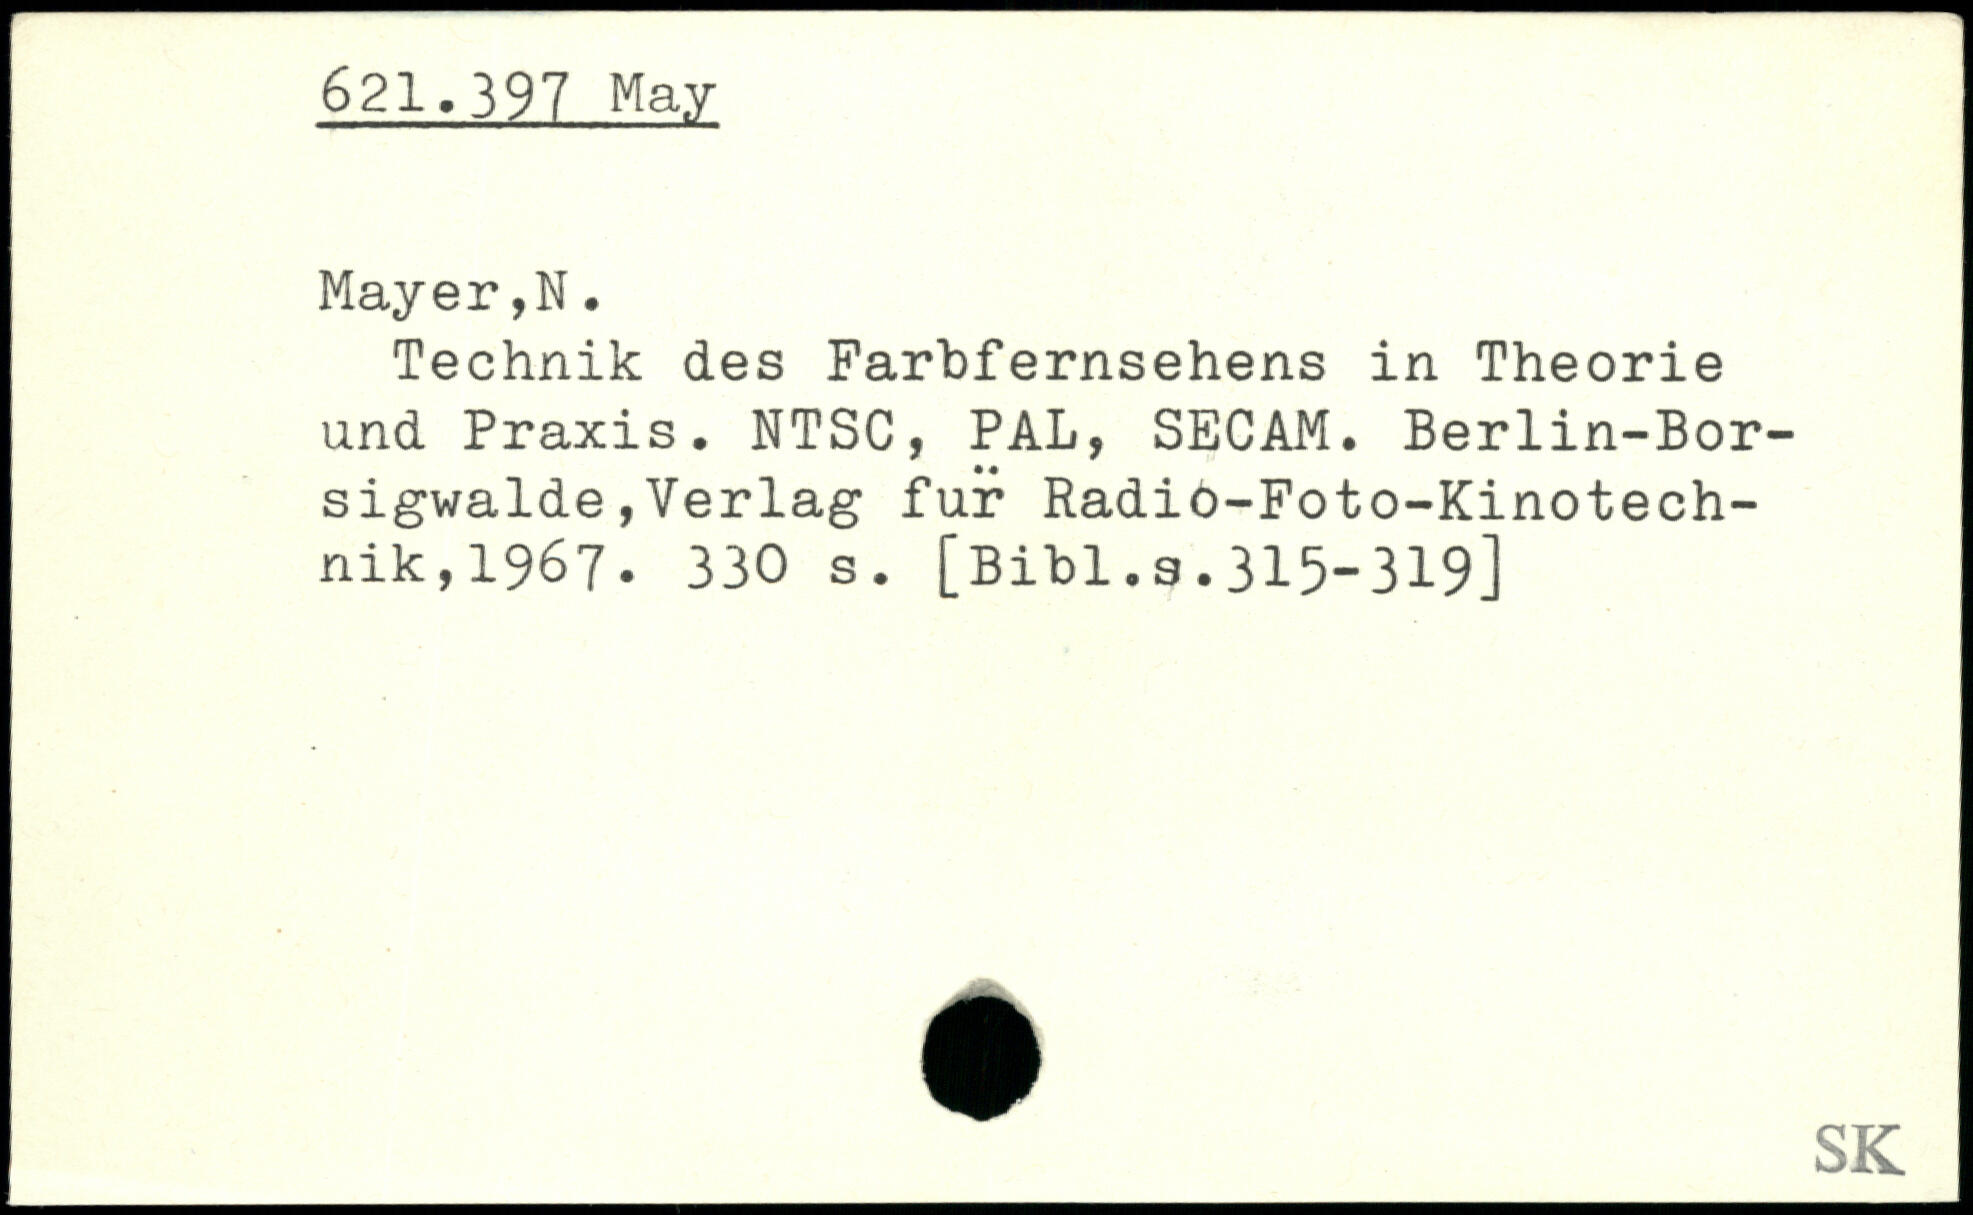 621.397 May
Mayer,N.
Technik des Farbfernsehens in Theorie
und Praxis. NTSC, PAL, SECAM. Berlin-Bor-
sigwalde,Verlag für Radio-Foto-Kinotech-
nik,1967. 330 s. [Bibl.s.315-319]
SK